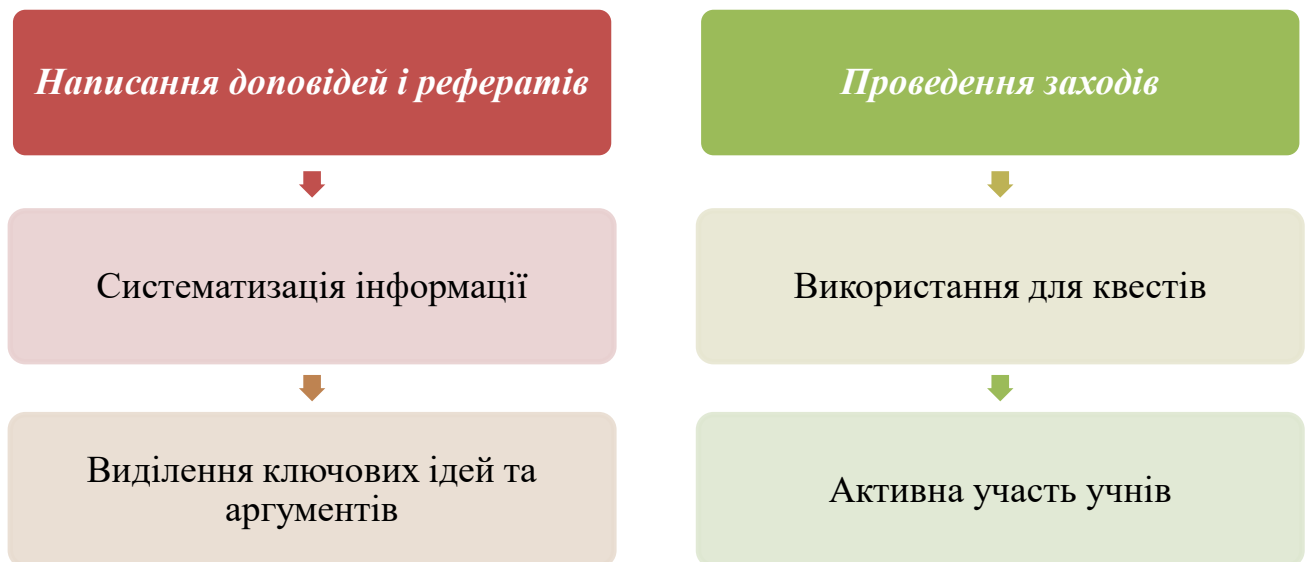 Написання доповідей і рефератів
Систематизація інформації
Виділення ключових ідей та
аргументів
Проведення заходів
Використання для квестів
Активна участь учнів